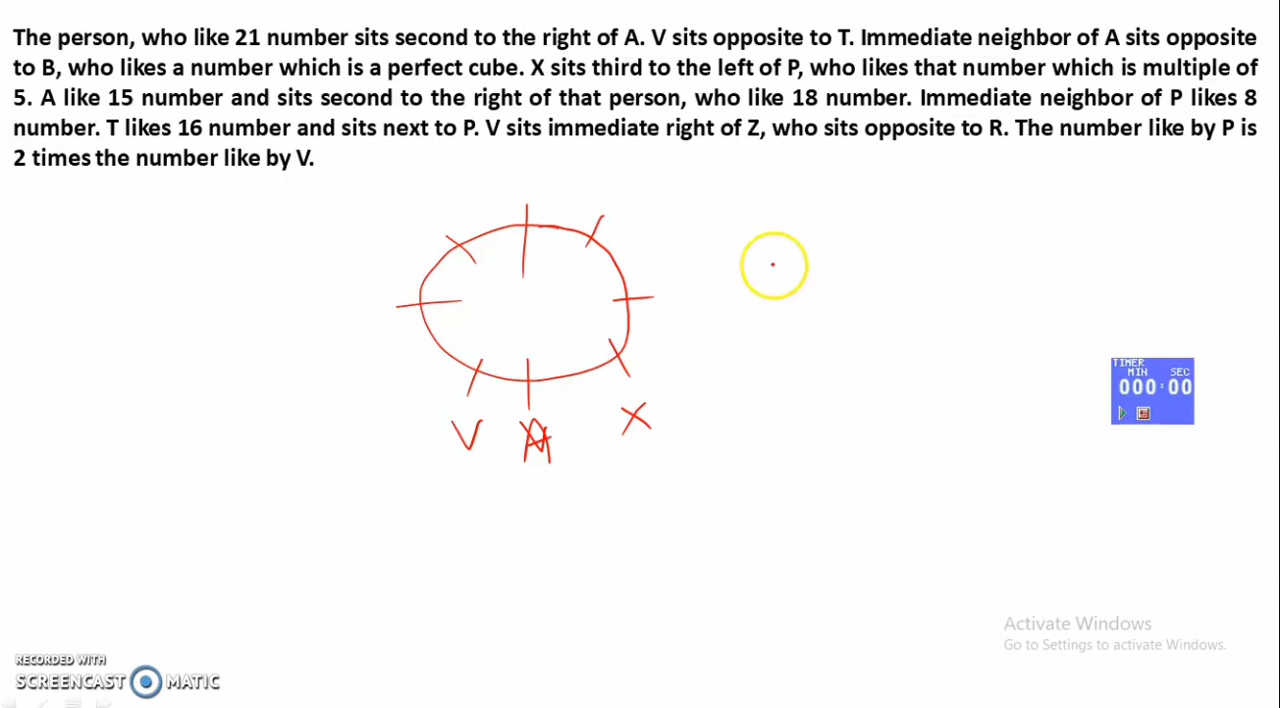 The person, who like 21 number sits second to the right of A. V sits opposite to T. Immediate neighbor of A sits opposite
to B, who likes a number which is a perfect cube. X sits third to the left of P, who likes that number which is multiple of
5. A like 15 number and sits second to the right of that person, who like 18 number. Immediate neighbor of P likes 8
number. T likes 16 number and sits next to P. V sits immediate right of Z, who sits opposite to R. The number like by P is
2 times the number like by V.
V A X
TIMER
MIN SEC
000:00
Activate Windows
Go to Settings to activate Windows.
RECORDED WITH
SCREENCAST MATIC